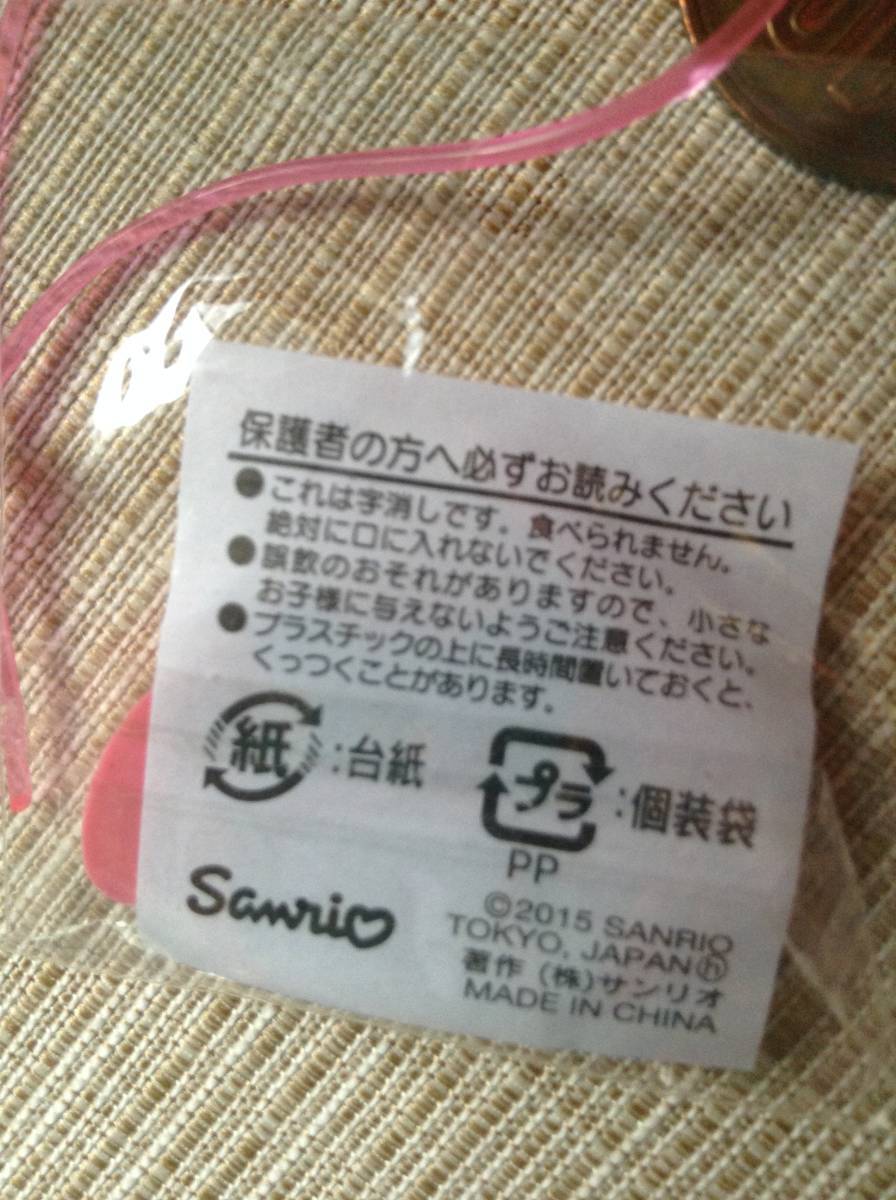 保護者の方へ必ずお読みください
●これは字消しです。食べられません。
絶対に口に入れないでください。
●誤飲のおそれがありますので、小さな
お子様に与えないようご注意ください。
●プラスチックの上に長時間置いておくと、
くっつくことがあります。
紙:台紙
プラ:個装袋
PP
Sanrio
©2015 SANRIO
TOKYO, JAPANⓗ
著作(株)サンリオ
MADE IN CHINA